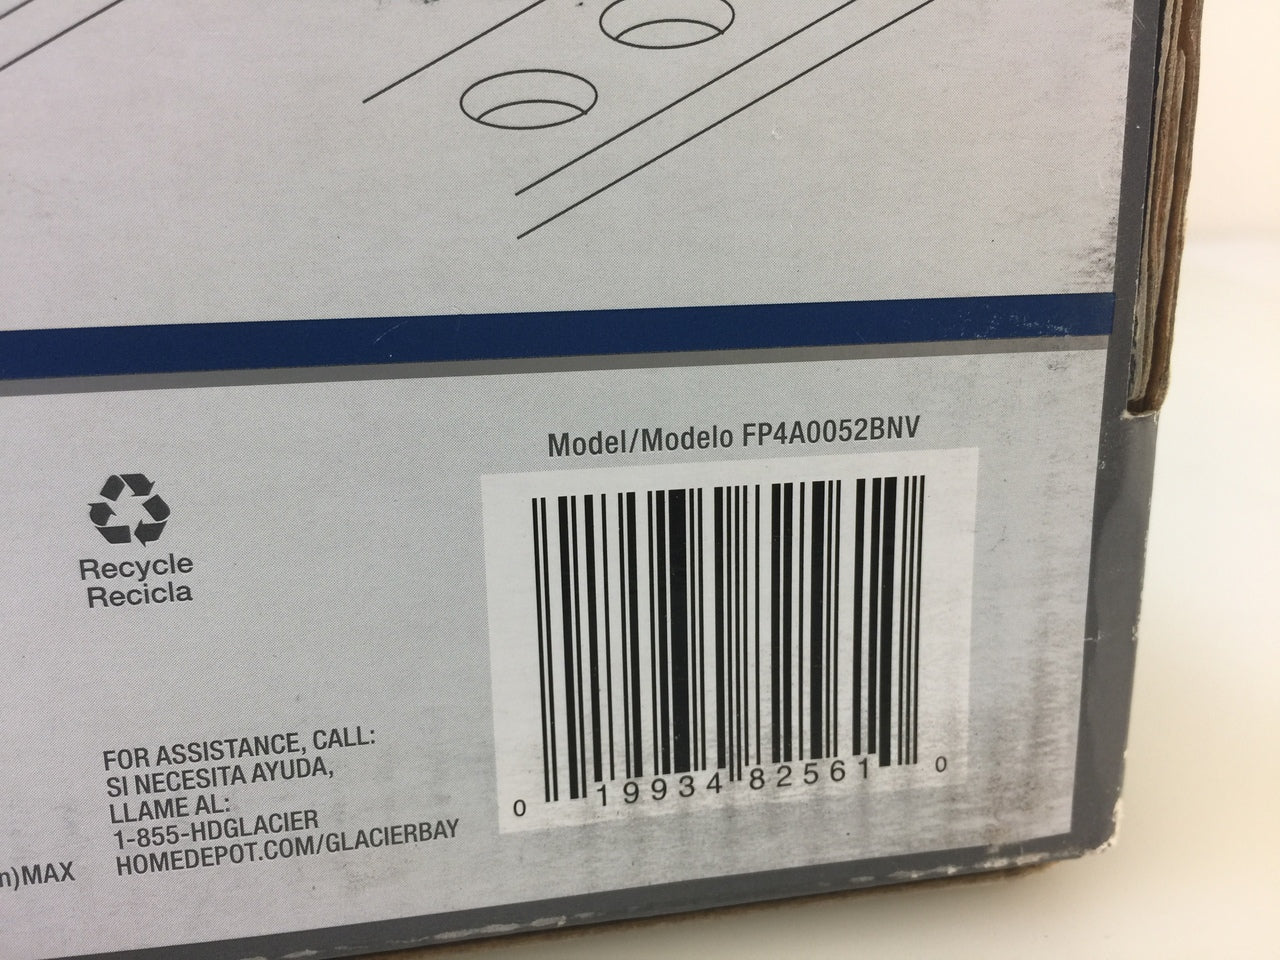 Model/Modelo FP4A0052BNV
Recycle
Recicla
0 19934 82561 0
FOR ASSISTANCE, CALL:
SI NECESITA AYUDA,
LLAME AL:
1-855-HDGLACIER
HOMEDEPOT.COM/GLACIERBAY
n)MAX